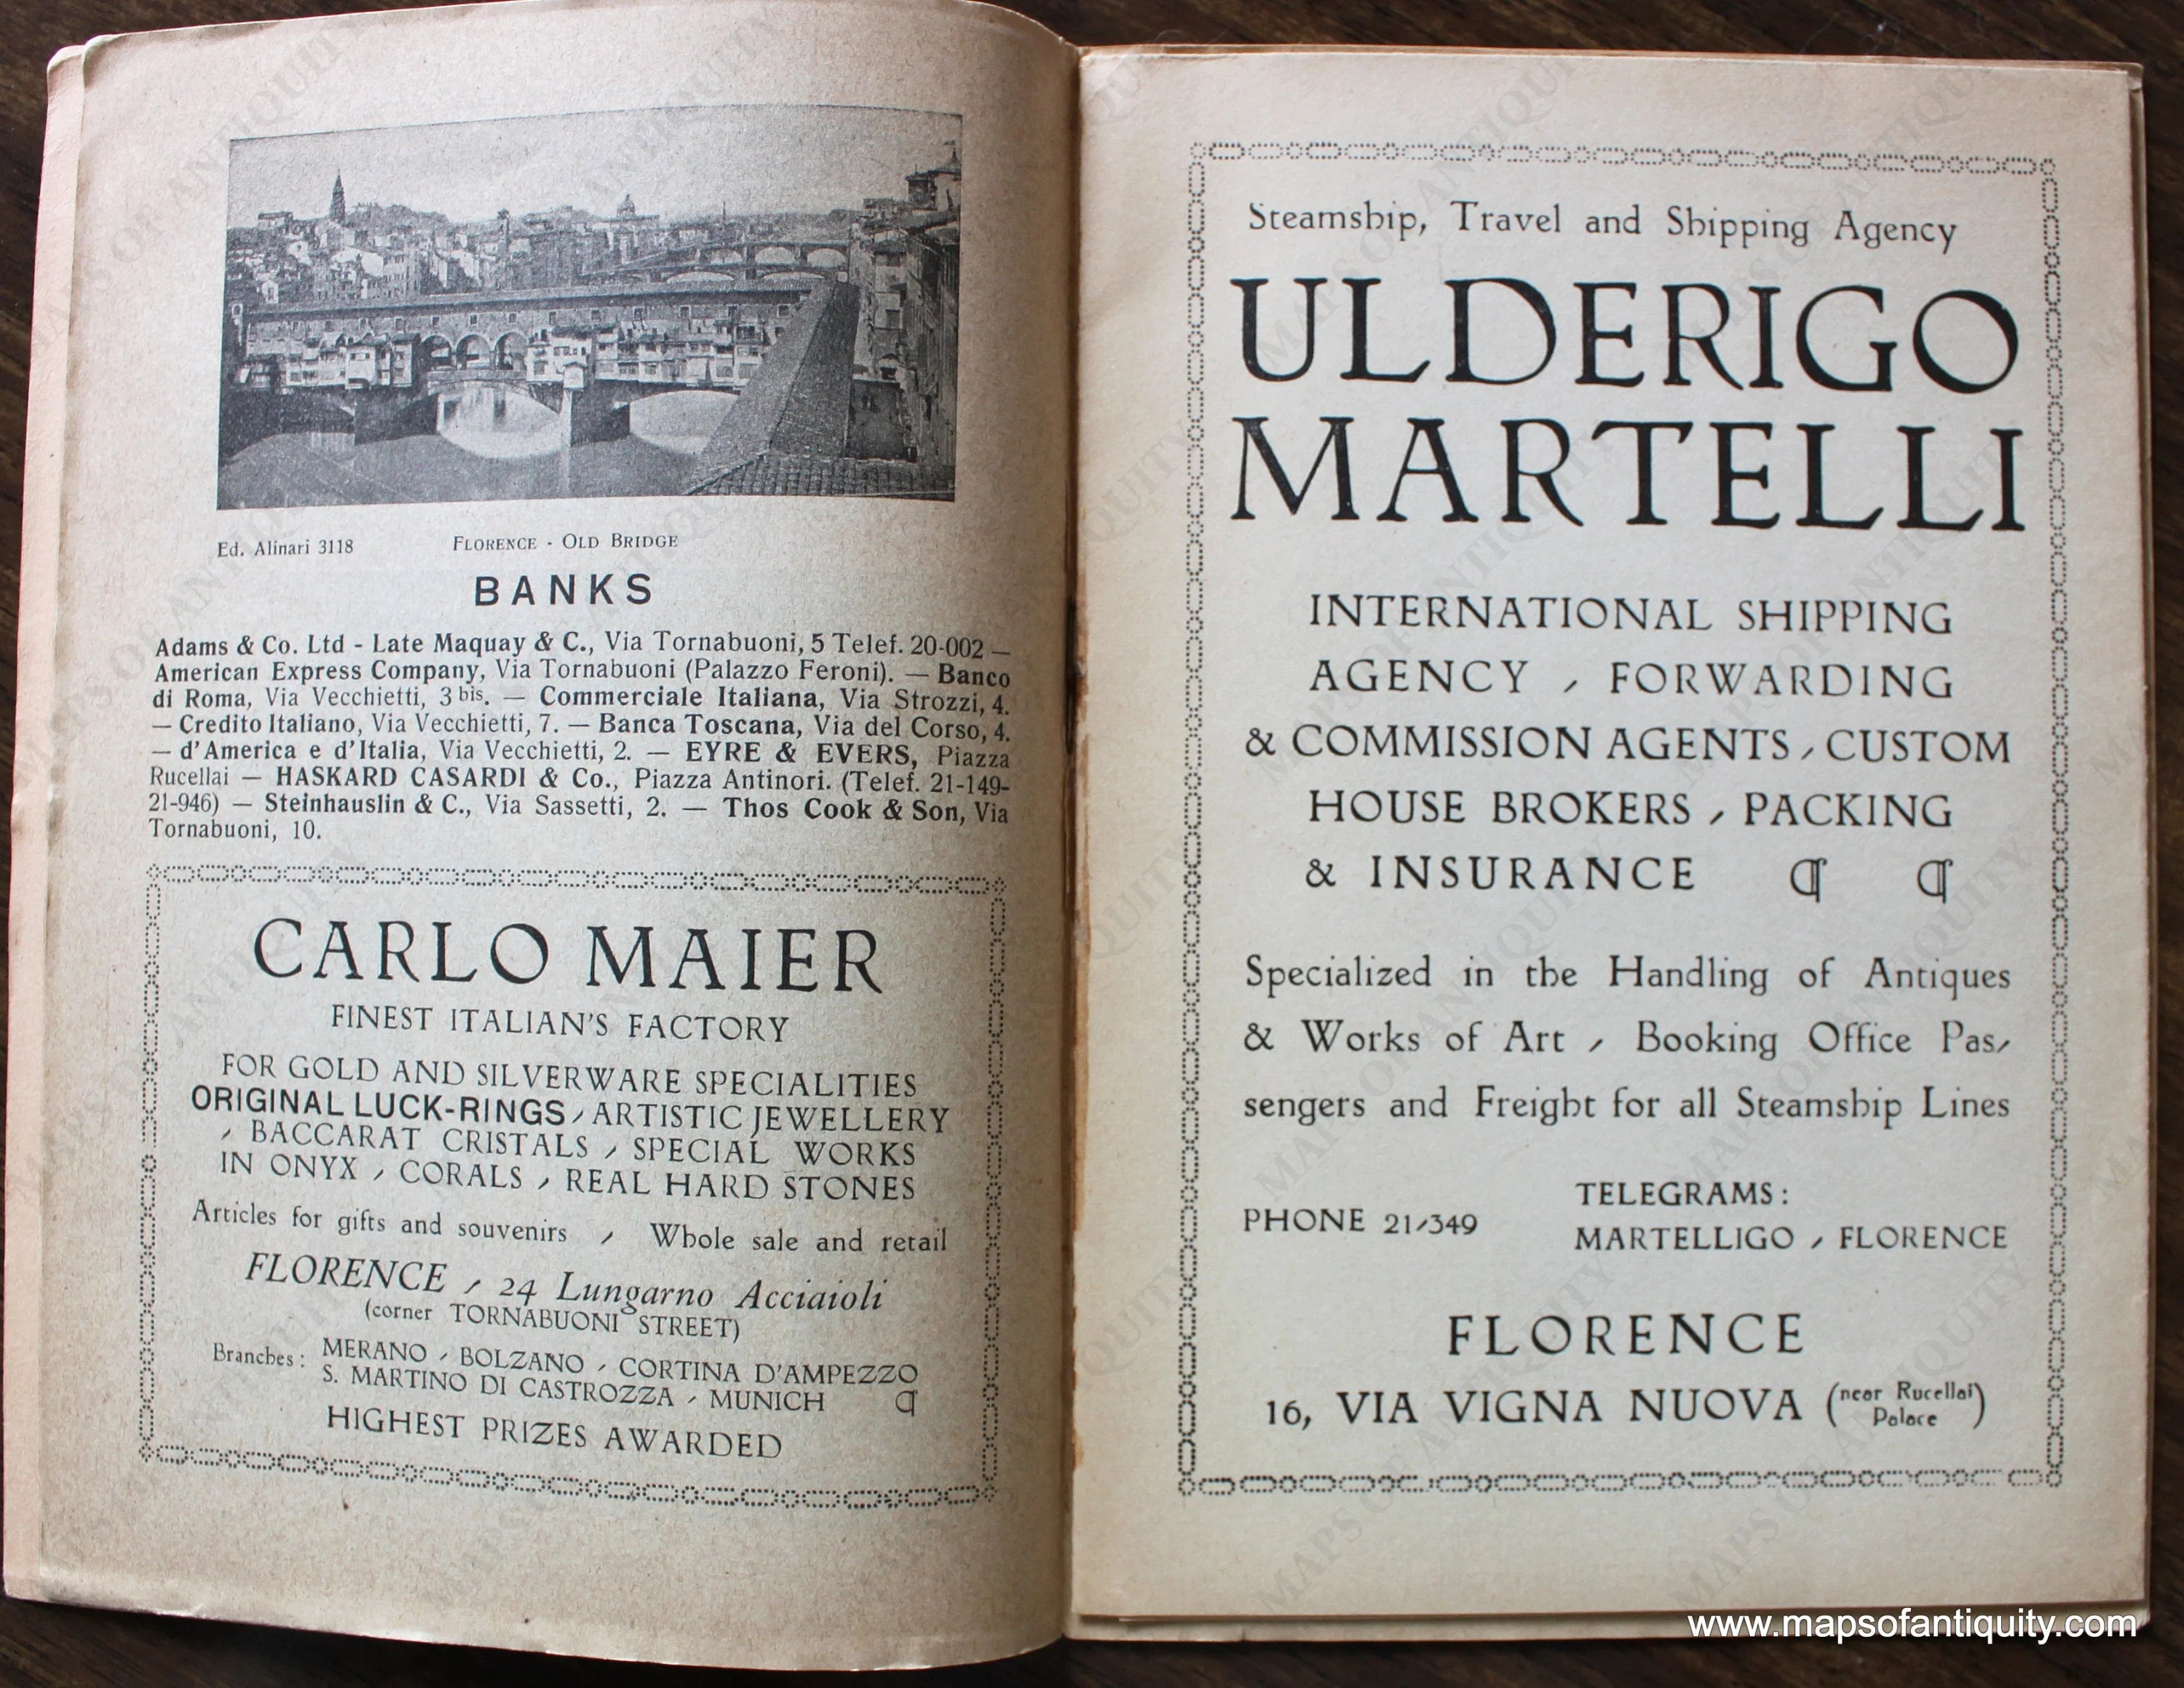 Ed. Alinari 3118 FLORENCE - OLD BRIDGE
BANKS
Adams & Co. Ltd - Late Maquay & C., Via Tornabuoni, 5 Telef. 20-002 —
American Express Company, Via Tornabuoni (Palazzo Feroni). — Banco
di Roma, Via Vecchietti, 3 bis. — Commerciale Italiana, Via Strozzi, 4.
— Credito Italiano, Via Vecchietti, 7. — Banca Toscana, Via del Corso, 4.
— d'America e d'Italia, Via Vecchietti, 2. — EYRE & EVERS, Piazza
Rucellai — HASKARD CASARDI & Co., Piazza Antinori. (Telef. 21-149-
21-946) — Steinhauslin & C., Via Sassetti, 2. — Thos Cook & Son, Via
Tornabuoni, 10.
CARLO MAIER
FINEST ITALIAN'S FACTORY
FOR GOLD AND SILVERWARE SPECIALITIES
ORIGINAL LUCK-RINGS, ARTISTIC JEWELLERY
, BACCARAT CRISTALS , SPECIAL WORKS
IN ONYX , CORALS , REAL HARD STONES
Articles for gifts and souvenirs , Whole sale and retail
FLORENCE , 24 Lungarno Acciaioli
(corner TORNABUONI STREET)
Branches: MERANO , BOLZANO , CORTINA D'AMPEZZO
S. MARTINO DI CASTROZZA , MUNICH ¶
HIGHEST PRIZES AWARDED
Steamship, Travel and Shipping Agency
ULDERIGO
MARTELLI
INTERNATIONAL SHIPPING
AGENCY , FORWARDING
& COMMISSION AGENTS , CUSTOM
HOUSE BROKERS , PACKING
& INSURANCE ¶ ¶
Specialized in the Handling of Antiques
& Works of Art , Booking Office Pas,
sengers and Freight for all Steamship Lines
PHONE 21,349
TELEGRAMS:
MARTELLIGO , FLORENCE
FLORENCE
16, VIA VIGNA NUOVA (near Rucellai Palace)
www.mapsofantiquity.com